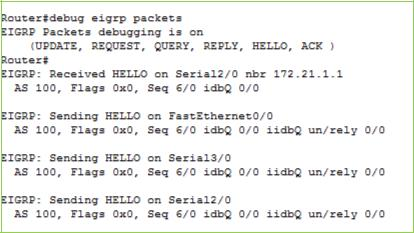 Router#debug eigrp packets
EIGRP Packets debugging is on
(UPDATE, REQUEST, QUERY, REPLY, HELLO, ACK )
Router#
EIGRP: Received HELLO on Serial2/0 nbr 172.21.1.1
AS 100, Flags 0x0, Seq 6/0 idbQ 0/0
EIGRP: Sending HELLO on FastEthernet0/0
AS 100, Flags 0x0, Seq 6/0 idbQ 0/0 iidbQ un/rely 0/0
EIGRP: Sending HELLO on Serial3/0
AS 100, Flags 0x0, Seq 6/0 idbQ 0/0 iidbQ un/rely 0/0
EIGRP: Sending HELLO on Serial2/0
AS 100, Flags 0x0, Seq 6/0 idbQ 0/0 iidbQ un/rely 0/0